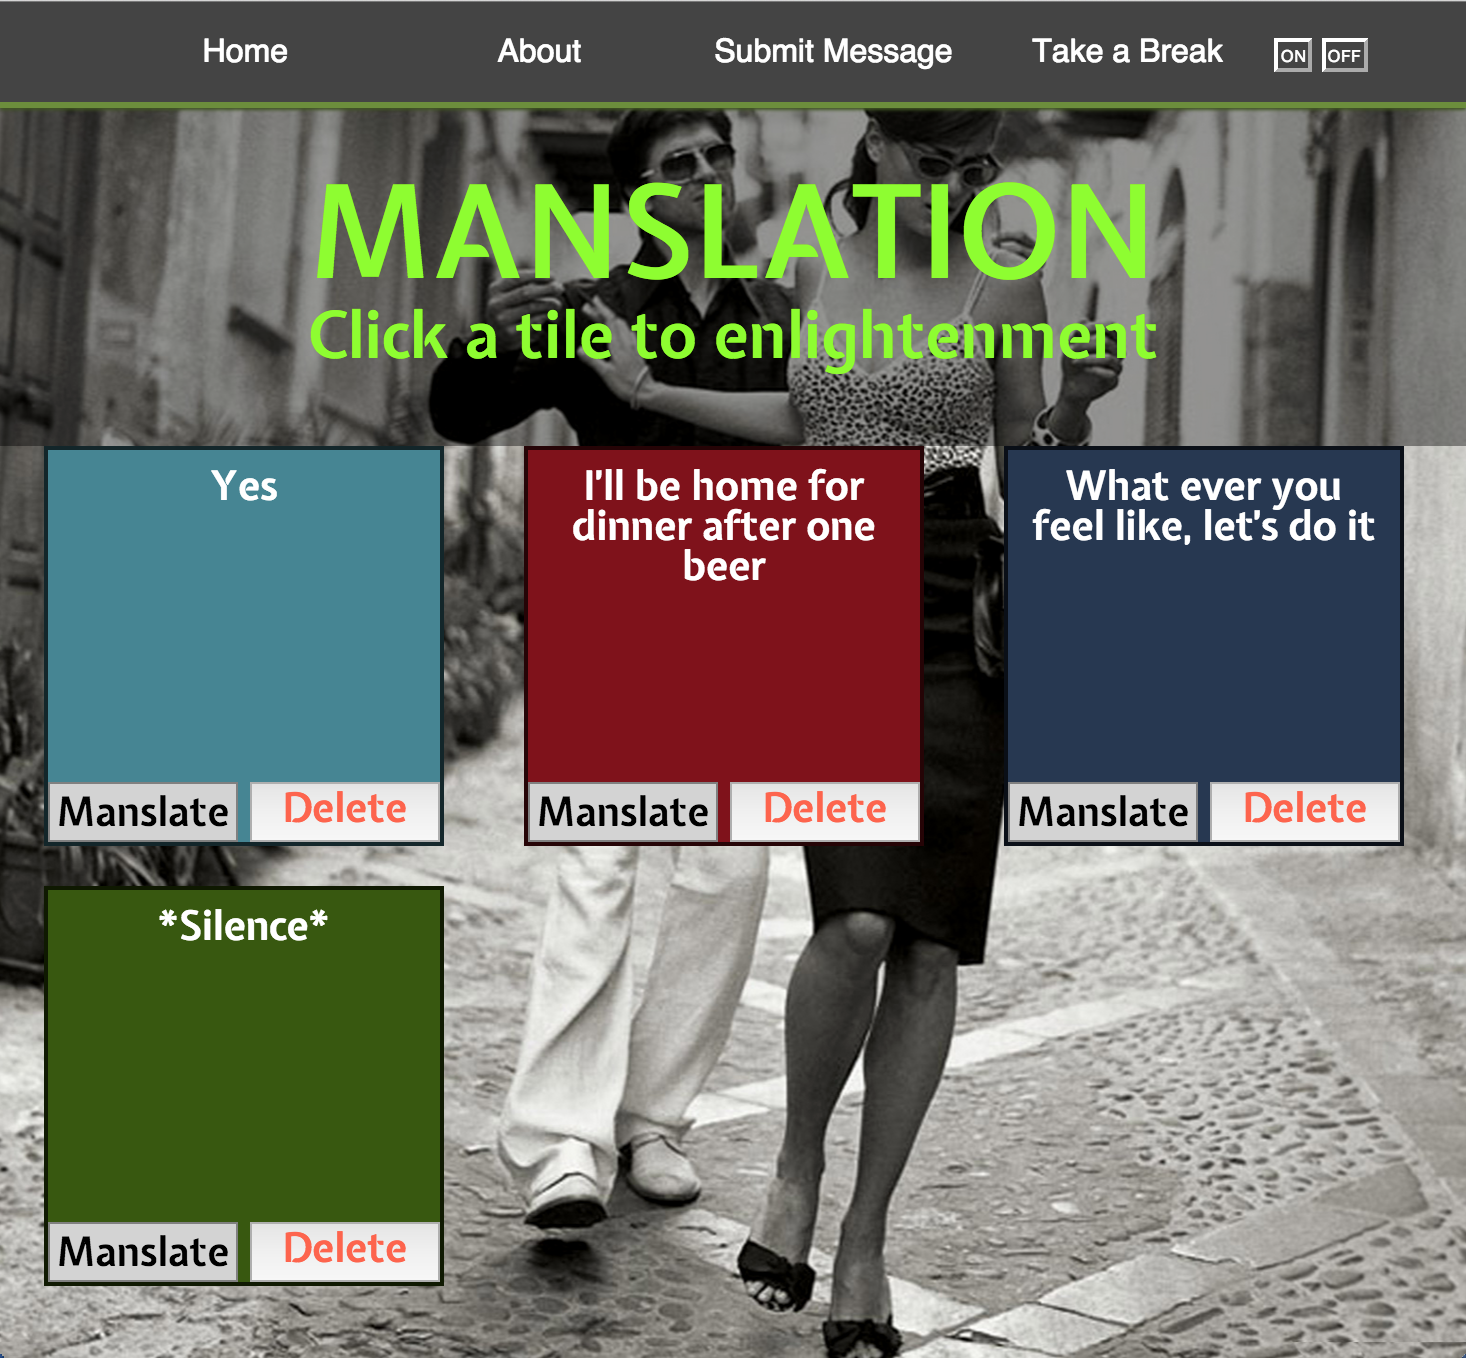 Home About Submit Message Take a Break ON OFF
MANSLATION
Click a tile to enlightenment
Yes
Manslate Delete
I'll be home for
dinner after one
beer
Manslate Delete
What ever you
feel like, let's do it
Manslate Delete
*Silence*
Manslate Delete